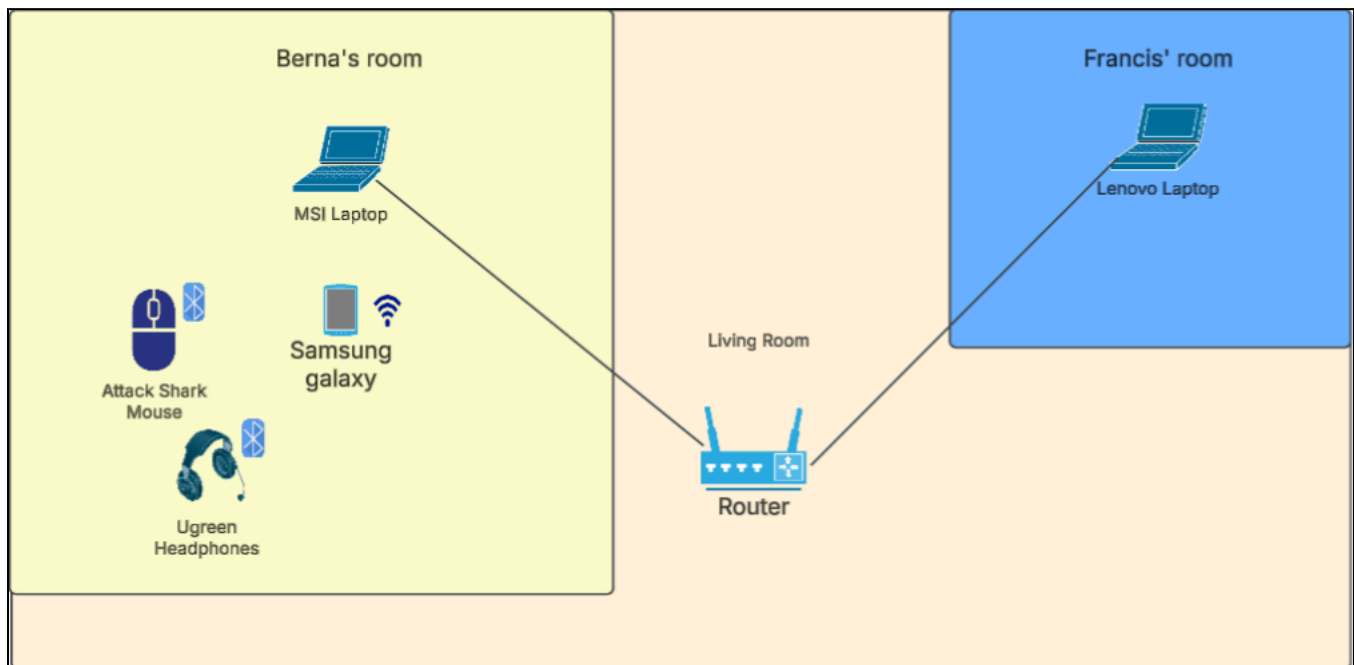 Berna's room
MSI Laptop
Samsung
galaxy
Attack Shark
Mouse
Ugreen
Headphones
Living Room
Router
Francis' room
Lenovo Laptop